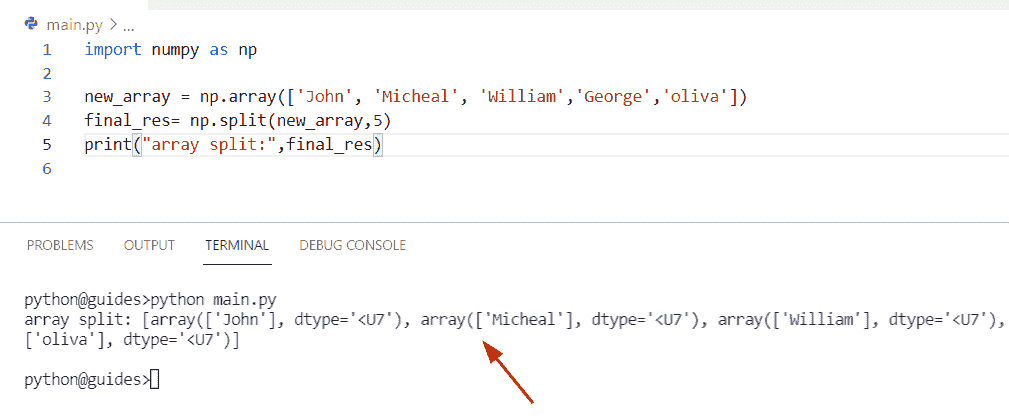 main.py > ...
1 import numpy as np
2
3 new_array = np.array(['John', 'Micheal', 'William','George','oliva'])
4 final_res= np.split(new_array,5)
5 print("array split:",final_res)
6
PROBLEMS OUTPUT TERMINAL DEBUG CONSOLE
python@guides>python main.py
array split: [array(['John'], dtype='<U7'), array(['Micheal'], dtype='<U7'), array(['William'], dtype='<U7'),
['oliva'], dtype='<U7')]
python@guides>